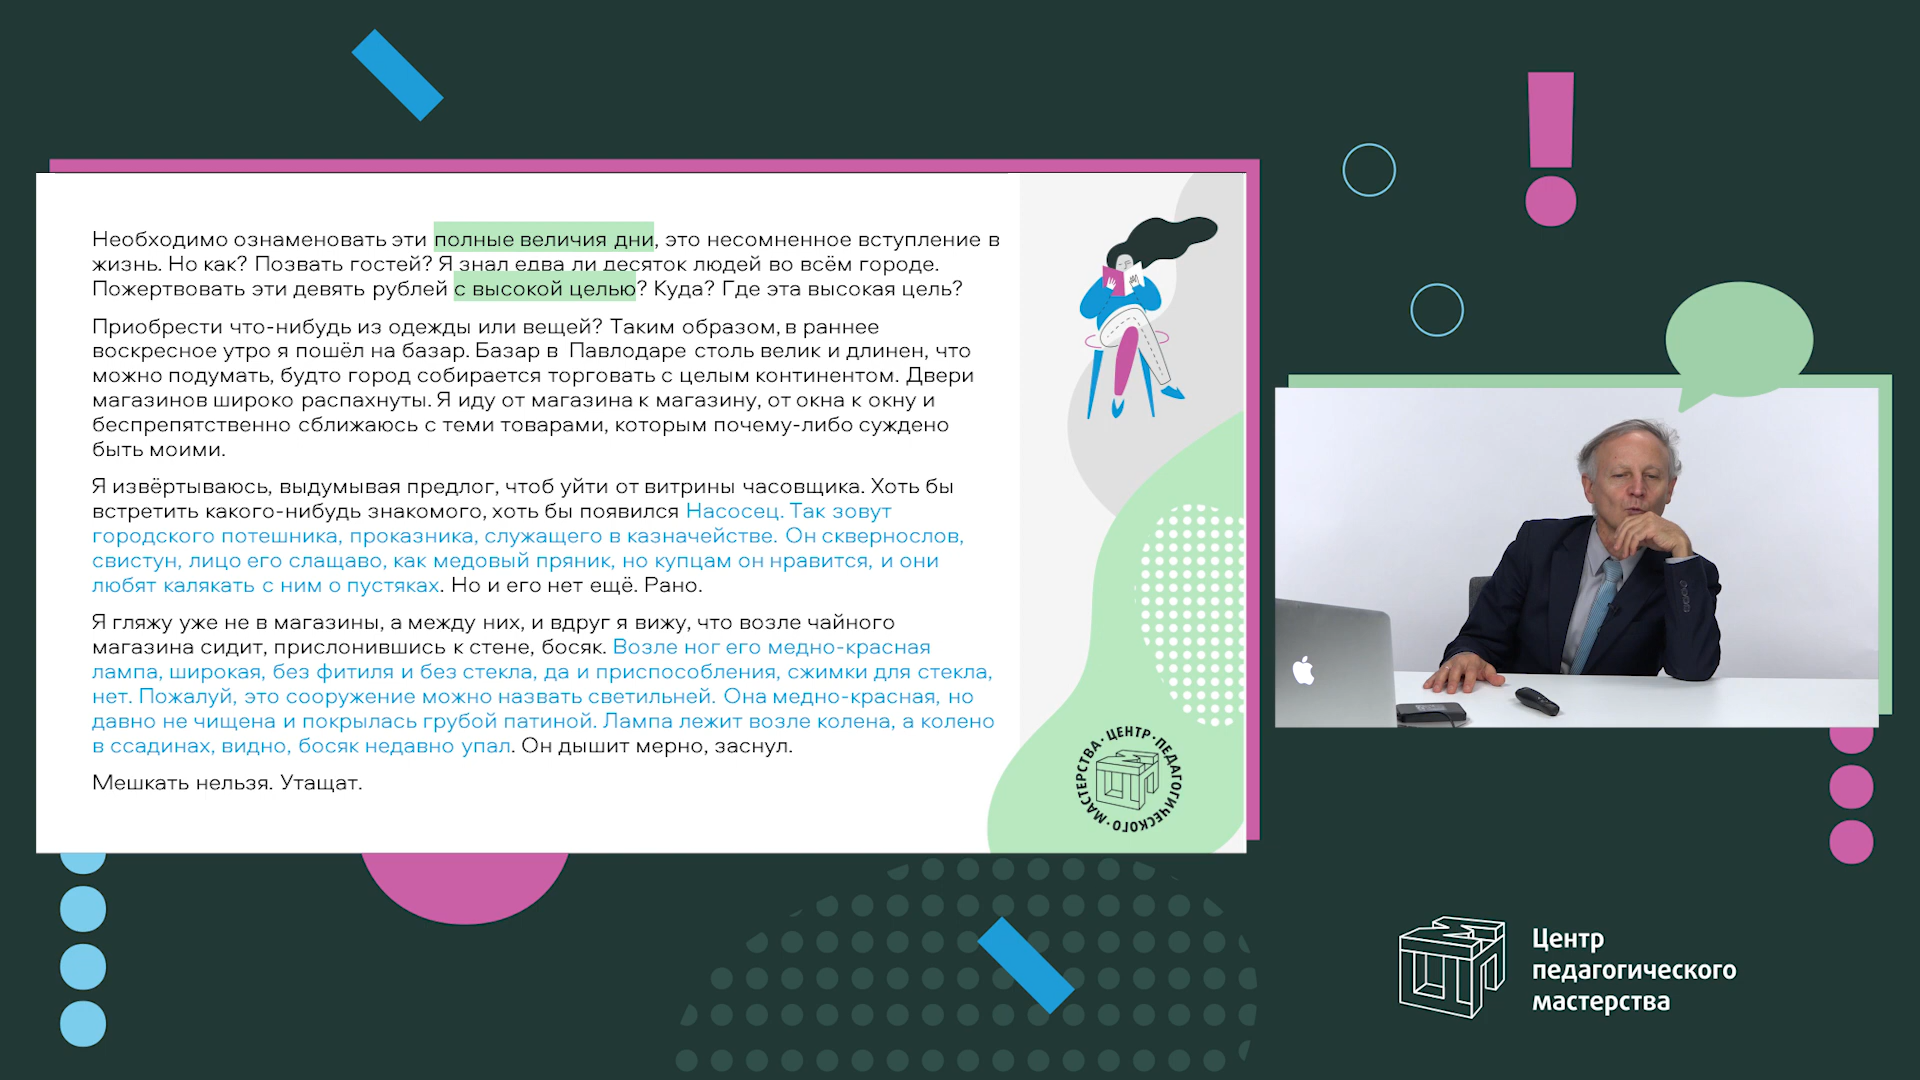 Необходимо ознаменовать эти полные величия дни, это несомненное вступление в
жизнь. Но как? Позвать гостей? Я знал едва ли десяток людей во всём городе.
Пожертвовать эти девять рублей с высокой целью? Куда? Где эта высокая цель?
Приобрести что-нибудь из одежды или вещей? Таким образом, в раннее
воскресное утро я пошёл на базар. Базар в Павлодаре столь велик и длинен, что
можно подумать, будто город собирается торговать с целым континентом. Двери
магазинов широко распахнуты. Я иду от магазина к магазину, от окна к окну и
беспрепятственно сближаюсь с теми товарами, которым почему-либо суждено
быть моими.
Я извёртываюсь, выдумывая предлог, чтоб уйти от витрины часовщика. Хоть бы
встретить какого-нибудь знакомого, хоть бы появился Насосец. Так зовут
городского потешника, проказника, служащего в казначействе. Он сквернослов,
свистун, лицо его слащаво, как медовый пряник, но купцам он нравится, и они
любят калякать с ним о пустяках. Но и его нет ещё. Рано.
Я гляжу уже не в магазины, а между них, и вдруг я вижу, что возле чайного
магазина сидит, прислонившись к стене, босяк. Возле ног его медно-красная
лампа, широкая, без фитиля и без стекла, да и приспособления, сжимки для стекла,
нет. Пожалуй, это сооружение можно назвать светильней. Она медно-красная, но
давно не чищена и покрылась грубой патиной. Лампа лежит возле колена, а колено
в ссадинах, видно, босяк недавно упал. Он дышит мерно, заснул.
Мешкать нельзя. Утащат.
ЦЕНТР·ПЕДАГОГИЧЕСКОГО·МАСТЕРСТВА·
Центр
педагогического
мастерства